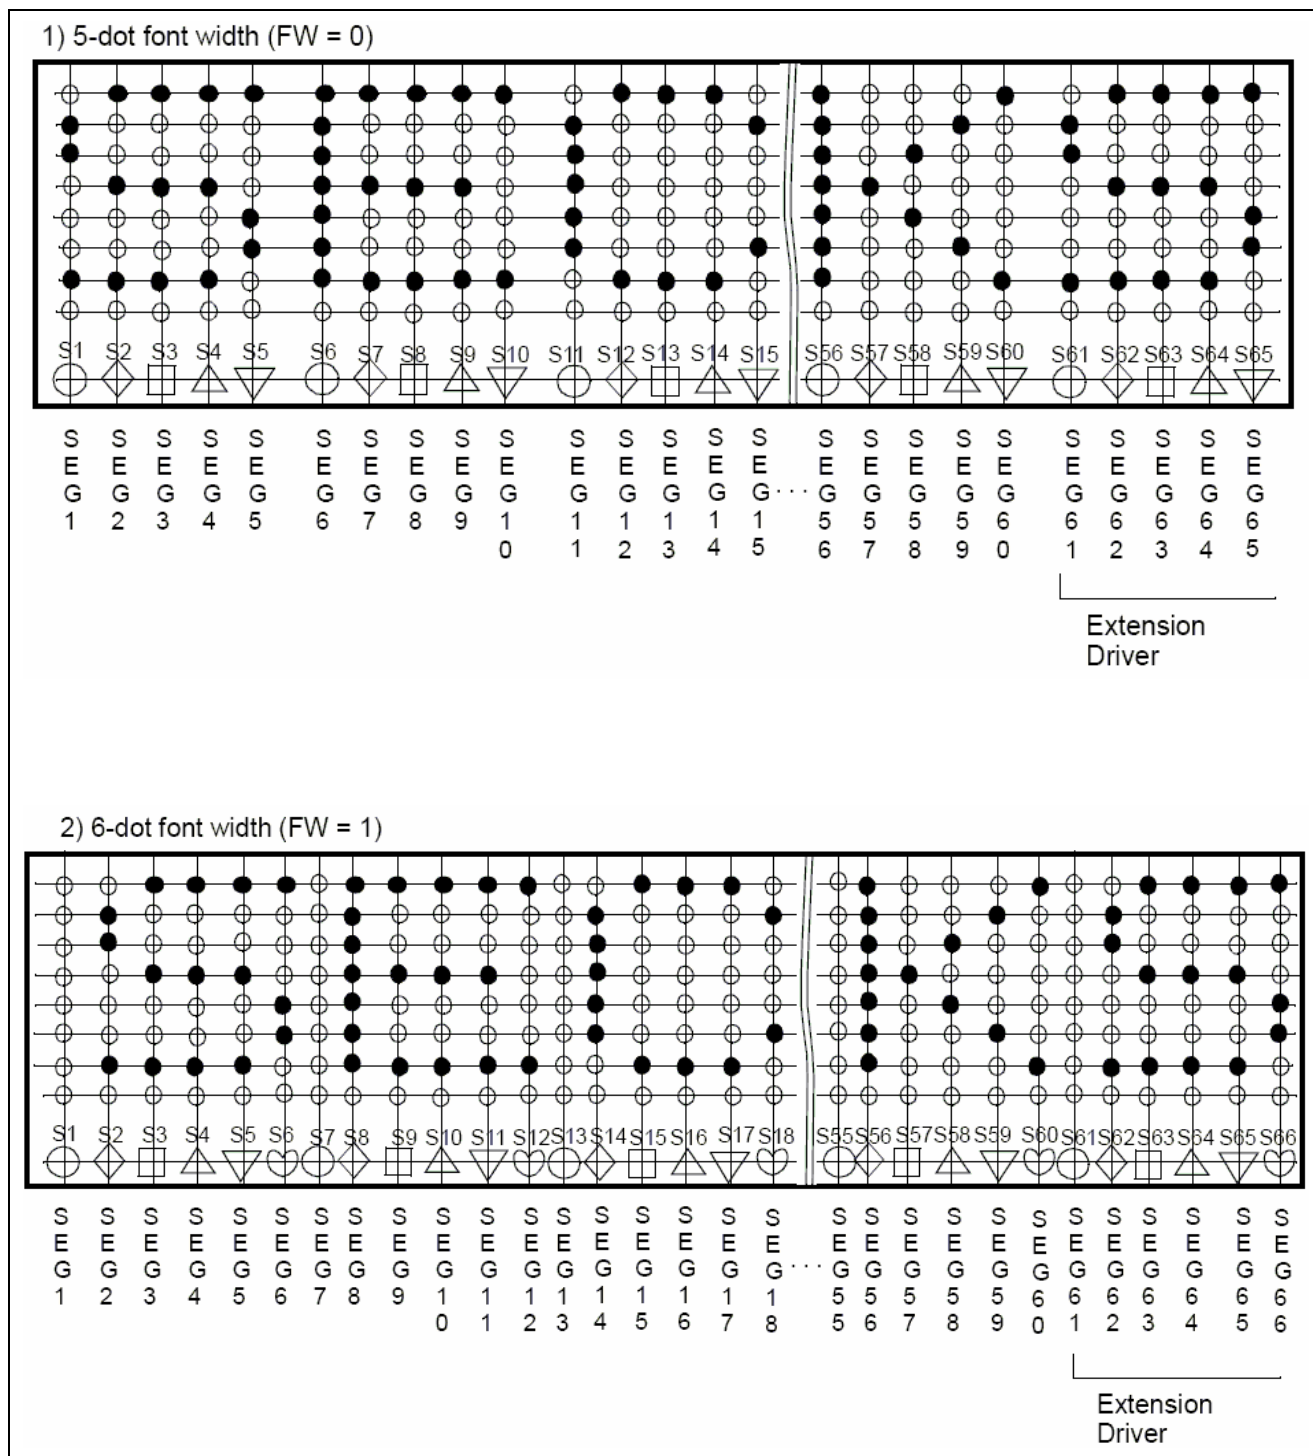 1) 5-dot font width (FW = 0)
S1 S2 S3 S4 S5 S6 S7 S8 S9 S10 S11 S12 S13 S14 S15 S56 S57 S58 S59 S60 S61 S62 S63 S64 S65
SEG1 SEG2 SEG3 SEG4 SEG5 SEG6 SEG7 SEG8 SEG9 SEG10 SEG11 SEG12 SEG13 SEG14 SEG15 ... SEG56 SEG57 SEG58 SEG59 SEG60 SEG61 SEG62 SEG63 SEG64 SEG65
Extension
Driver
2) 6-dot font width (FW = 1)
S1 S2 S3 S4 S5 S6 S7 S8 S9 S10 S11 S12 S13 S14 S15 S16 S17 S18 S55 S56 S57 S58 S59 S60 S61 S62 S63 S64 S65 S66
SEG1 SEG2 SEG3 SEG4 SEG5 SEG6 SEG7 SEG8 SEG9 SEG10 SEG11 SEG12 SEG13 SEG14 SEG15 SEG16 SEG17 SEG18 ... SEG55 SEG56 SEG57 SEG58 SEG59 SEG60 SEG61 SEG62 SEG63 SEG64 SEG65 SEG66
Extension
Driver